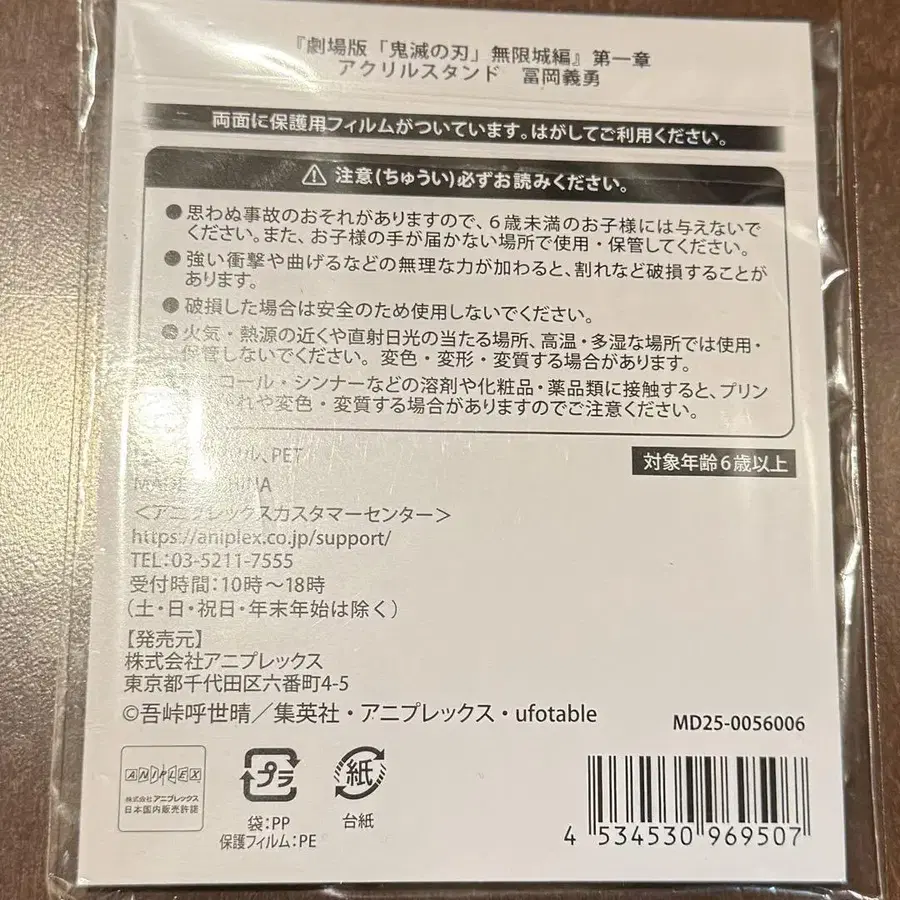 『劇場版「鬼滅の刃」無限城編』第一章
アクリルスタンド 冨岡義勇
両面に保護用フィルムがついています。はがしてご利用ください。
注意(ちゅうい)必ずお読みください。
●思わぬ事故のおそれがありますので、6歳未満のお子様には与えないで
ください。また、お子様の手が届かない場所で使用・保管してください。
●強い衝撃や曲げるなどの無理な力が加わると、割れなど破損することが
あります。
●破損した場合は安全のため使用しないでください。
●火気・熱源の近くや直射日光の当たる場所、高温・多湿な場所では使用・
保管しないでください。変色・変形・変質する場合があります。
コール・シンナーなどの溶剤や化粧品・薬品類に接触すると、プリン
れや変色・変質する場合がありますのでご注意ください。
ル、PET
対象年齢6歳以上
MADE CHINA
＜アニプレックスカスタマーセンター＞
https://aniplex.co.jp/support/
TEL:03-5211-7555
受付時間:10時～18時
(土・日・祝日・年末年始は除く)
【発売元】
株式会社アニプレックス
東京都千代田区六番町4-5
©吾峠呼世晴／集英社・アニプレックス・ufotable
MD25-0056006
ANIPLEX
株式会社アニプレックス
日本国内販売許諾
プラ
袋:PP
保護フィルム:PE
紙
台紙
4 534530 969507